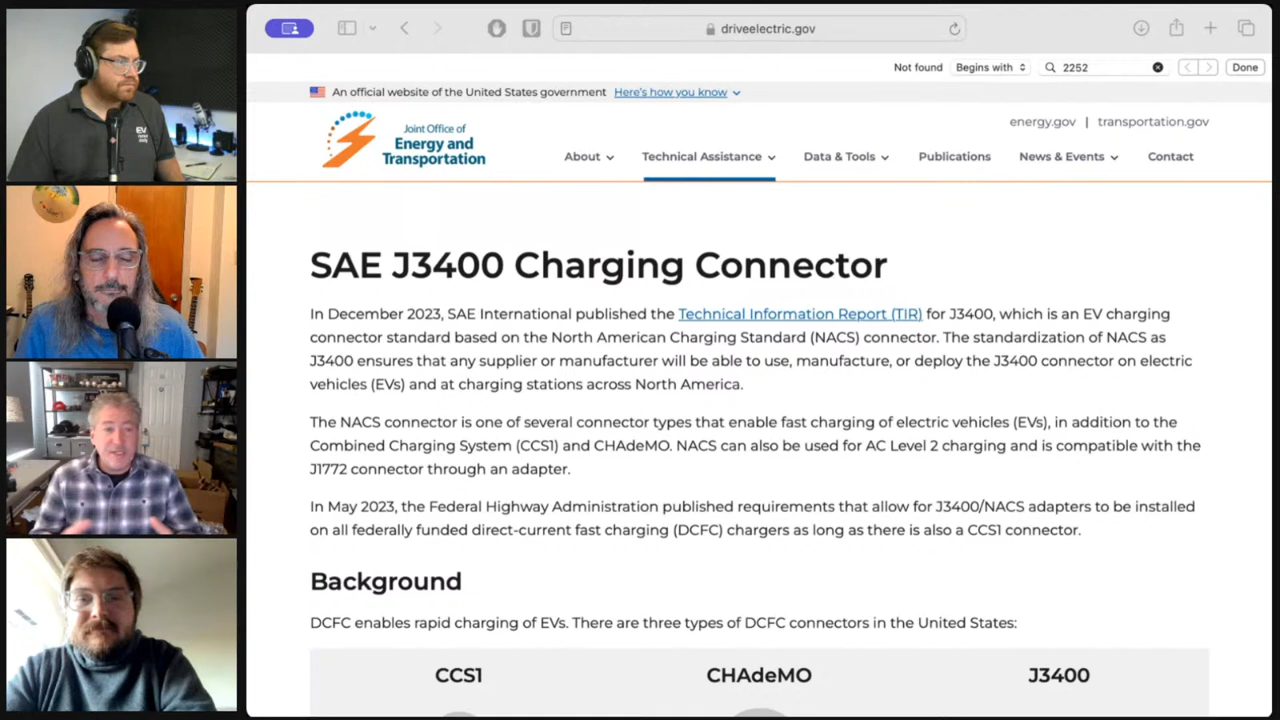 driveelectric.gov
Not found Begins with 2252 Done
An official website of the United States government Here's how you know
Joint Office of
Energy and
Transportation
energy.gov | transportation.gov
About Technical Assistance Data & Tools Publications News & Events Contact
SAE J3400 Charging Connector
In December 2023, SAE International published the Technical Information Report (TIR) for J3400, which is an EV charging
connector standard based on the North American Charging Standard (NACS) connector. The standardization of NACS as
J3400 ensures that any supplier or manufacturer will be able to use, manufacture, or deploy the J3400 connector on electric
vehicles (EVs) and at charging stations across North America.
The NACS connector is one of several connector types that enable fast charging of electric vehicles (EVs), in addition to the
Combined Charging System (CCS1) and CHAdeMO. NACS can also be used for AC Level 2 charging and is compatible with the
J1772 connector through an adapter.
In May 2023, the Federal Highway Administration published requirements that allow for J3400/NACS adapters to be installed
on all federally funded direct-current fast charging (DCFC) chargers as long as there is also a CCS1 connector.
Background
DCFC enables rapid charging of EVs. There are three types of DCFC connectors in the United States:
CCS1 CHAdeMO J3400
EV